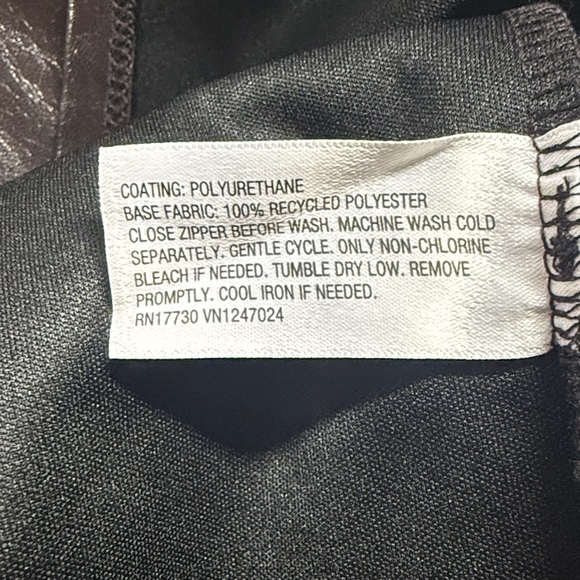 COATING: POLYURETHANE
BASE FABRIC: 100% RECYCLED POLYESTER
CLOSE ZIPPER BEFORE WASH. MACHINE WASH COLD
SEPARATELY. GENTLE CYCLE. ONLY NON-CHLORINE
BLEACH IF NEEDED. TUMBLE DRY LOW. REMOVE
PROMPTLY. COOL IRON IF NEEDED.
RN17730 VN1247024